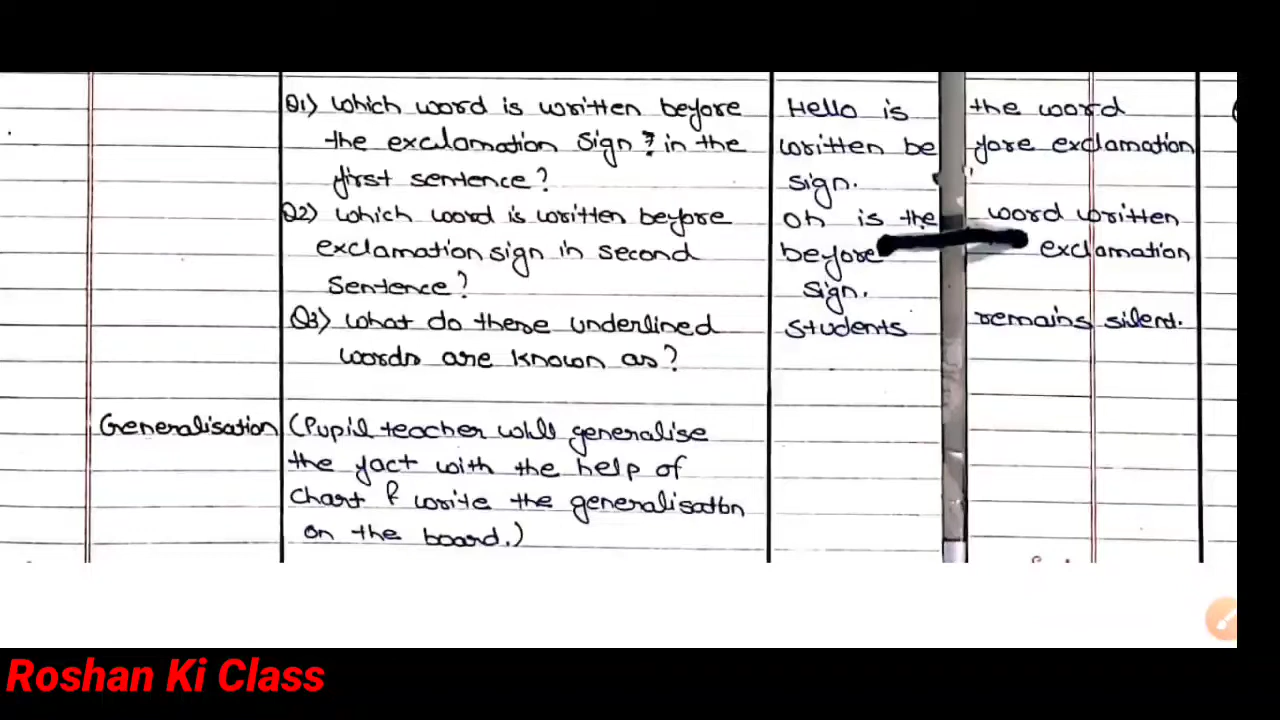 Q1) Which word is written before
the exclamation sign? in the
first sentence?
Q2) which word is written before
exclamation sign in second
Sentence?
Q3) What do these underlined
words are known as?
Hello is the word
written before exclamation
sign.
Oh is the word written
before exclamation
sign.
Students remains silent.
Generalisation
(Pupil teacher will generalise
the fact with the help of
chart & write the generalisation
on the board.)
Roshan Ki Class